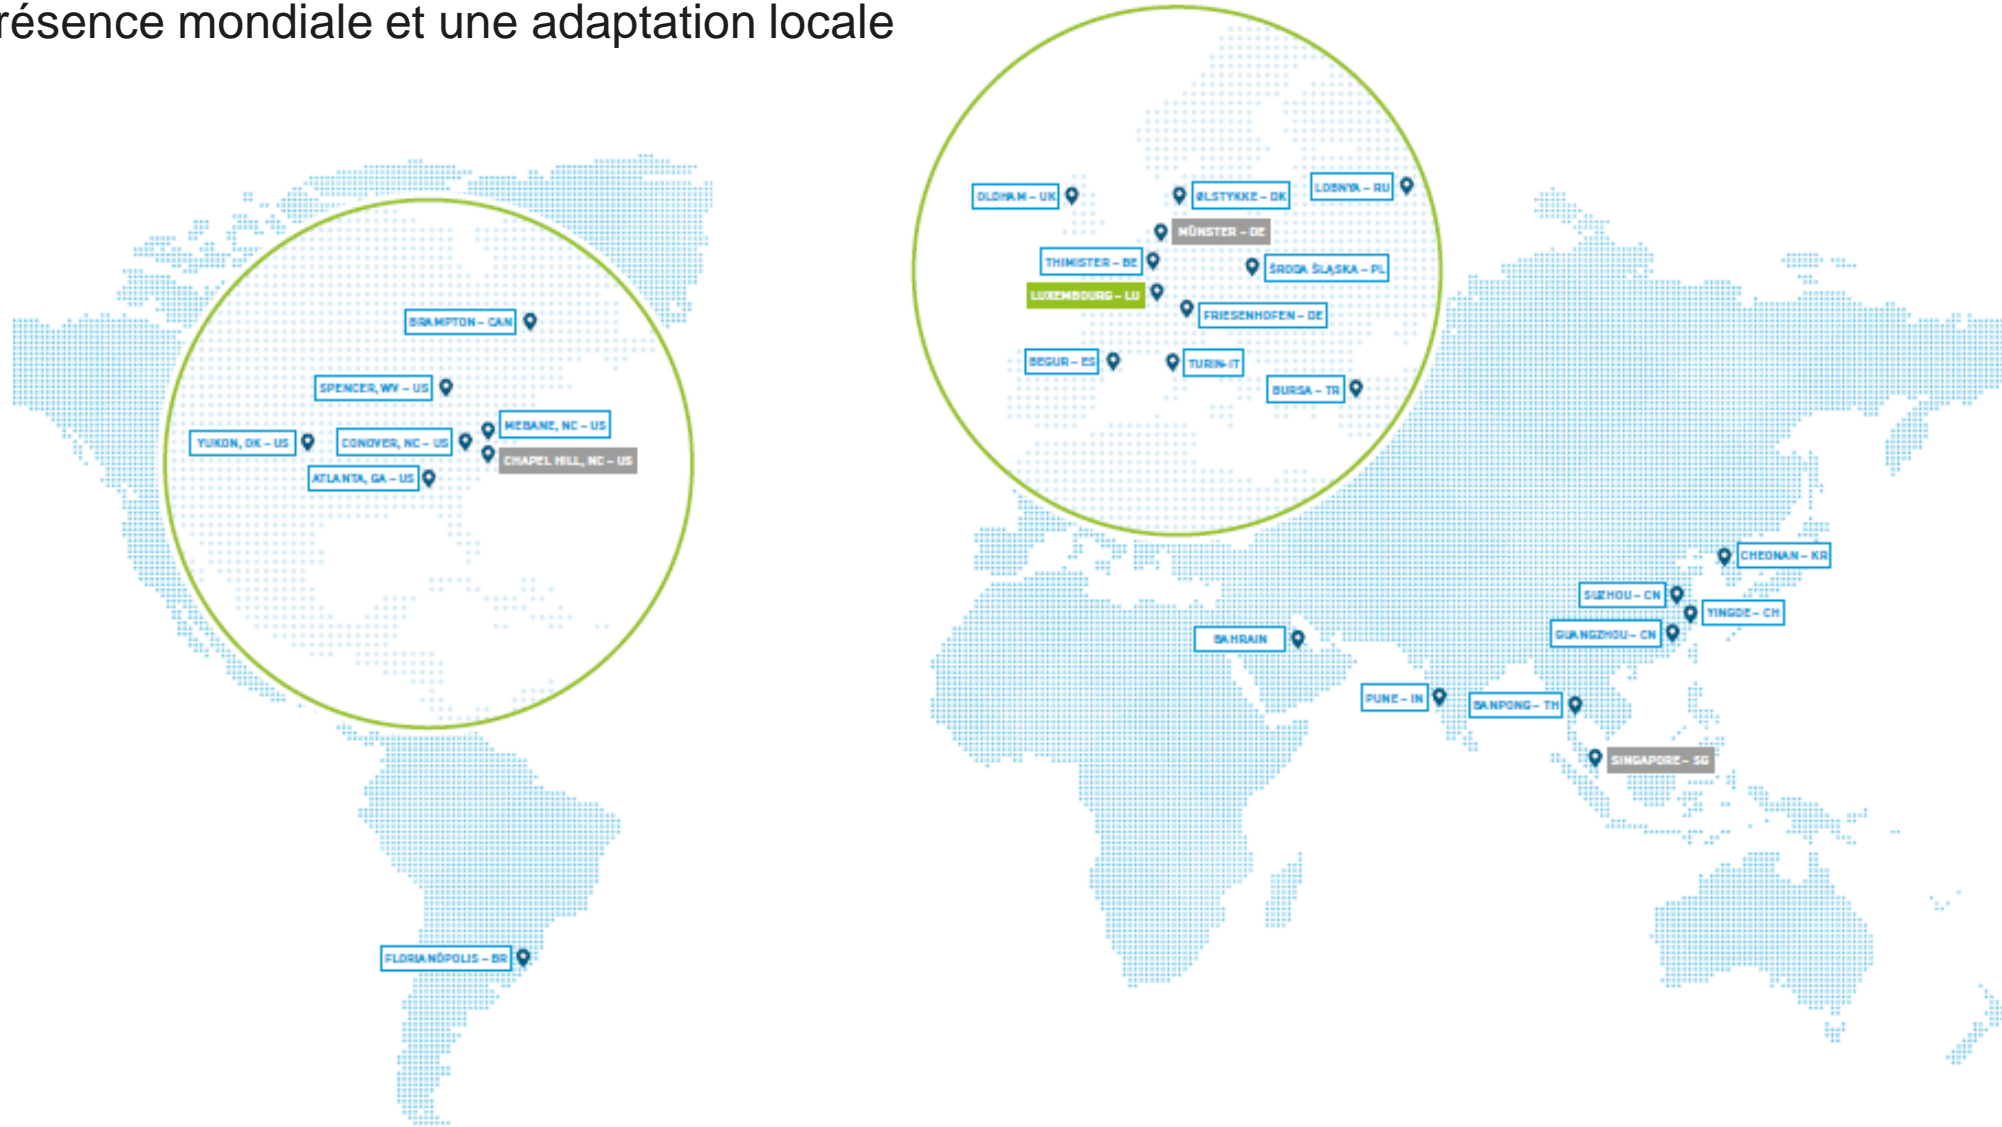 résence mondiale et une adaptation locale
OLDHAM – UK
ØLSTYKKE – DK
LOBNYA – RU
MÜNSTER – DE
THIMISTER – BE
ŚRODA ŚLĄSKA – PL
LUXEMBOURG – LU
FRIESENHOFEN – DE
BEGUR – ES
TURIN-IT
BURSA – TR
BRAMPTON – CAN
SPENCER, WV – US
MEBANE, NC – US
YUKON, OK – US
CONOVER, NC – US
CHAPEL HILL, NC – US
ATLANTA, GA – US
CHEONAN – KR
SUZHOU – CN
YINGDE – CH
GUANGZHOU – CN
BAHRAIN
PUNE – IN
BANPONG – TH
SINGAPORE – SG
FLORIANÓPOLIS – BR